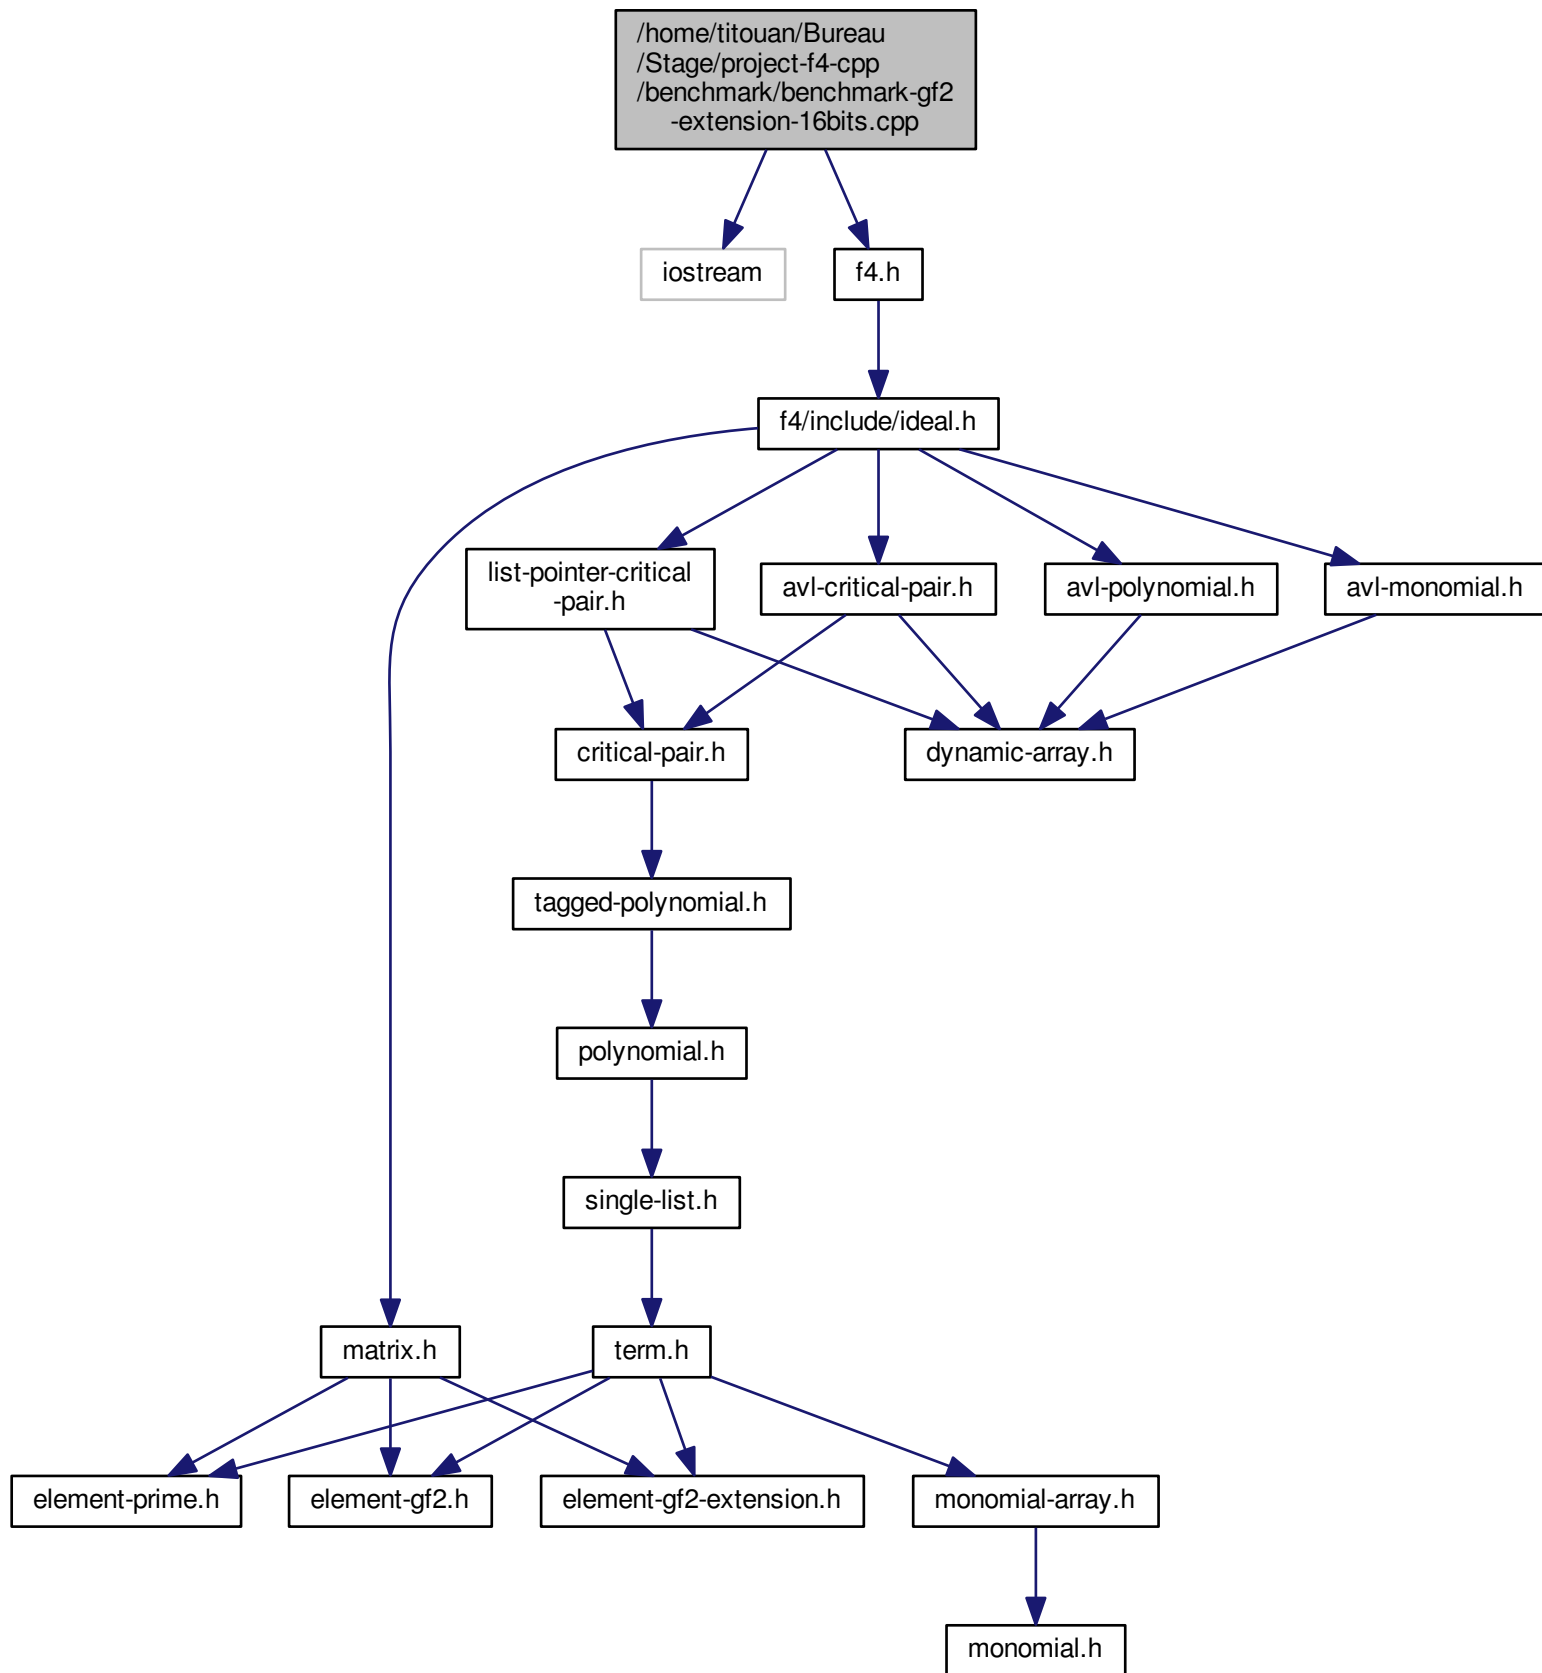 /home/titouan/Bureau
/Stage/project-f4-cpp
/benchmark/benchmark-gf2
-extension-16bits.cpp
iostream
f4.h
f4/include/ideal.h
list-pointer-critical
-pair.h
avl-critical-pair.h
avl-polynomial.h
avl-monomial.h
critical-pair.h
dynamic-array.h
tagged-polynomial.h
polynomial.h
single-list.h
matrix.h
term.h
element-prime.h
element-gf2.h
element-gf2-extension.h
monomial-array.h
monomial.h